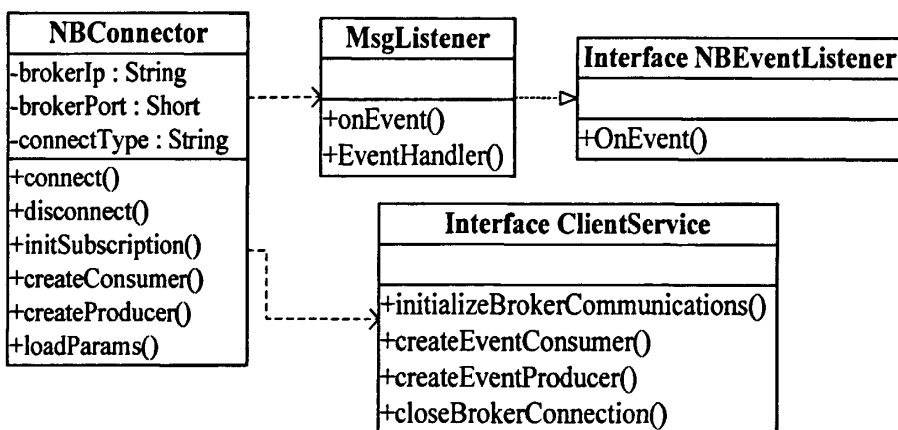 NBConnector
-brokerIp : String
-brokerPort : Short
-connectType : String
+connect()
+disconnect()
+initSubscription()
+createConsumer()
+createProducer()
+loadParams()
MsgListener
+onEvent()
+EventHandler()
Interface NBEventListener
+OnEvent()
Interface ClientService
+initializeBrokerCommunications()
+createEventConsumer()
+createEventProducer()
+closeBrokerConnection()